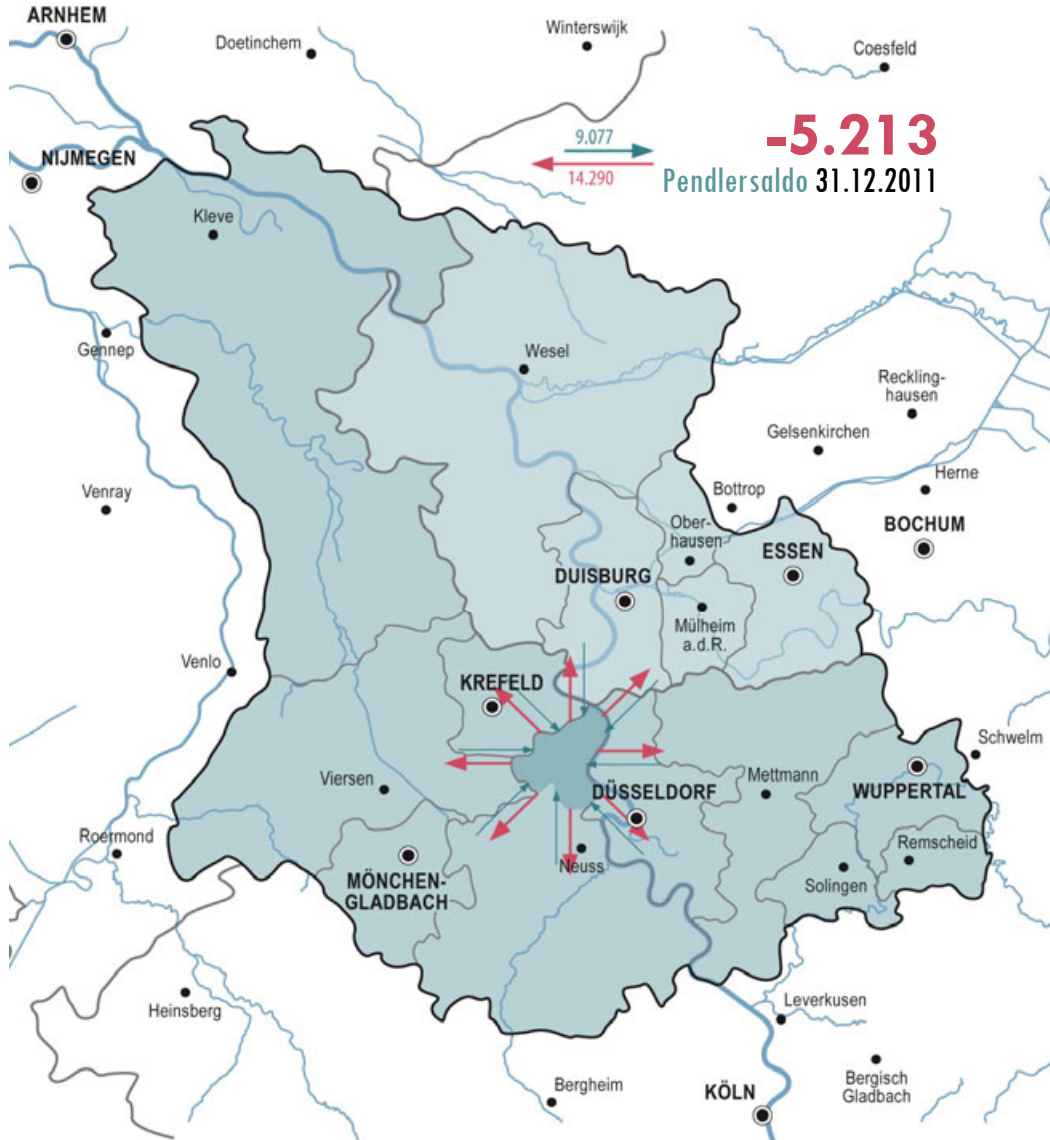 ARNHEM
Doetinchem
Winterswijk
Coesfeld
9.077
14.290
-5.213
Pendlersaldo 31.12.2011
NIJMEGEN
Kleve
Gennep
Wesel
Reckling-
hausen
Gelsenkirchen
Herne
Venray
Bottrop
Ober-
hausen
BOCHUM
ESSEN
DUISBURG
Mülheim
a.d.R.
Venlo
KREFELD
Schwelm
Viersen
Mettmann
DÜSSELDORF
WUPPERTAL
Roermond
Neuss
Remscheid
MÖNCHEN-
GLADBACH
Solingen
Heinsberg
Leverkusen
Bergheim
KÖLN
Bergisch
Gladbach